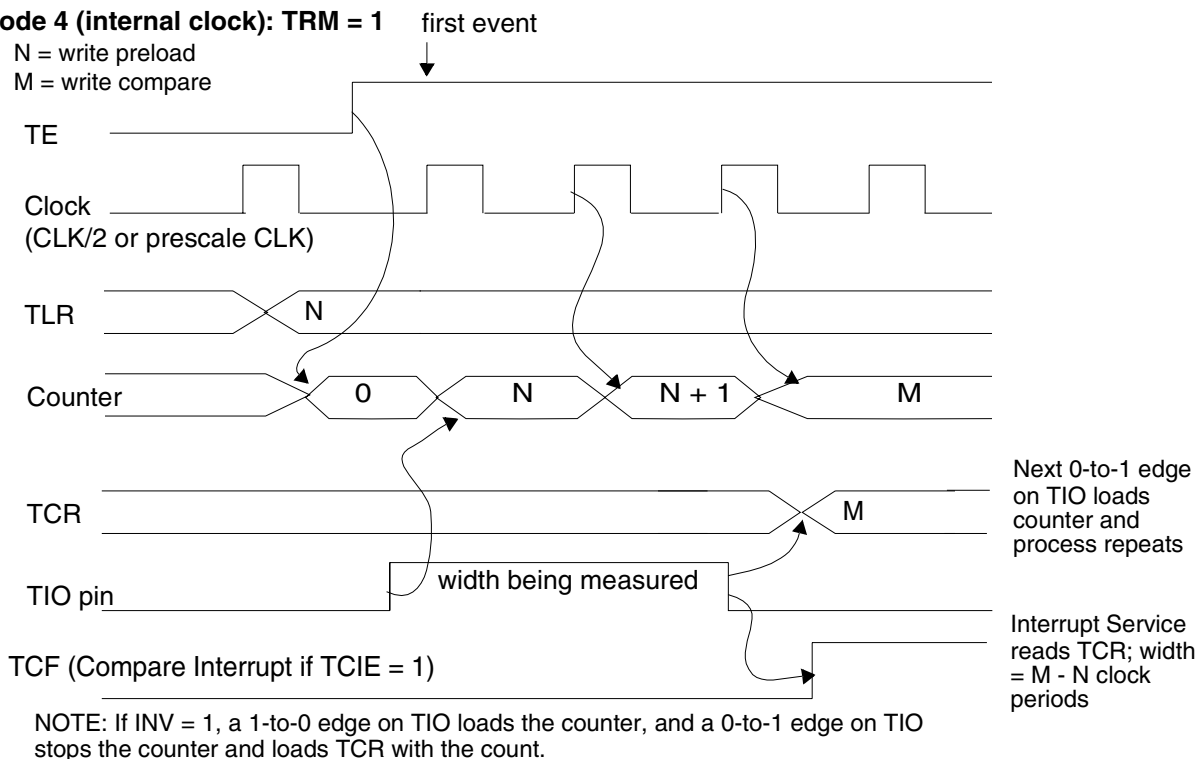 ode 4 (internal clock): TRM = 1
first event
N = write preload
M = write compare
TE
Clock
(CLK/2 or prescale CLK)
TLR
N
Counter
0
N
N + 1
M
TCR
M
Next 0-to-1 edge
on TIO loads
counter and
process repeats
TIO pin
width being measured
TCF (Compare Interrupt if TCIE = 1)
Interrupt Service
reads TCR; width
= M - N clock
periods
NOTE: If INV = 1, a 1-to-0 edge on TIO loads the counter, and a 0-to-1 edge on TIO
stops the counter and loads TCR with the count.